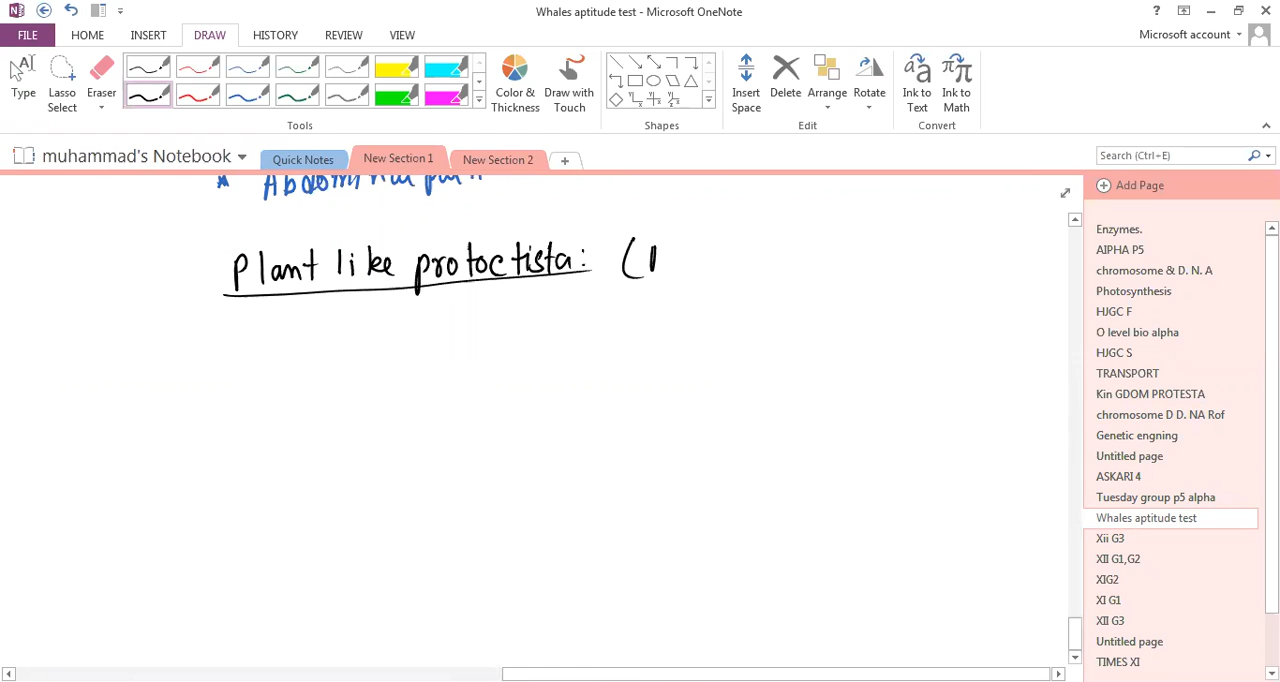 Whales aptitude test - Microsoft OneNote
FILE HOME INSERT DRAW HISTORY REVIEW VIEW Microsoft account
Type Lasso Select Eraser Color & Thickness Draw with Touch Insert Space Delete Arrange Rotate Ink to Text Ink to Math
Tools Shapes Edit Convert
muhammad's Notebook Quick Notes New Section 1 New Section 2 Search (Ctrl+E)
Add Page
* Abdominal pain
Plant like protoctista: (
Enzymes.
AlPHA P5
chromosome & D. N. A
Photosynthesis
HJGC F
O level bio alpha
HJGC S
TRANSPORT
Kin GDOM PROTESTA
chromosome D D. NA Rof
Genetic engning
Untitled page
ASKARI 4
Tuesday group p5 alpha
Whales aptitude test
Xii G3
XII G1,G2
XIG2
XI G1
XII G3
Untitled page
TIMES XI